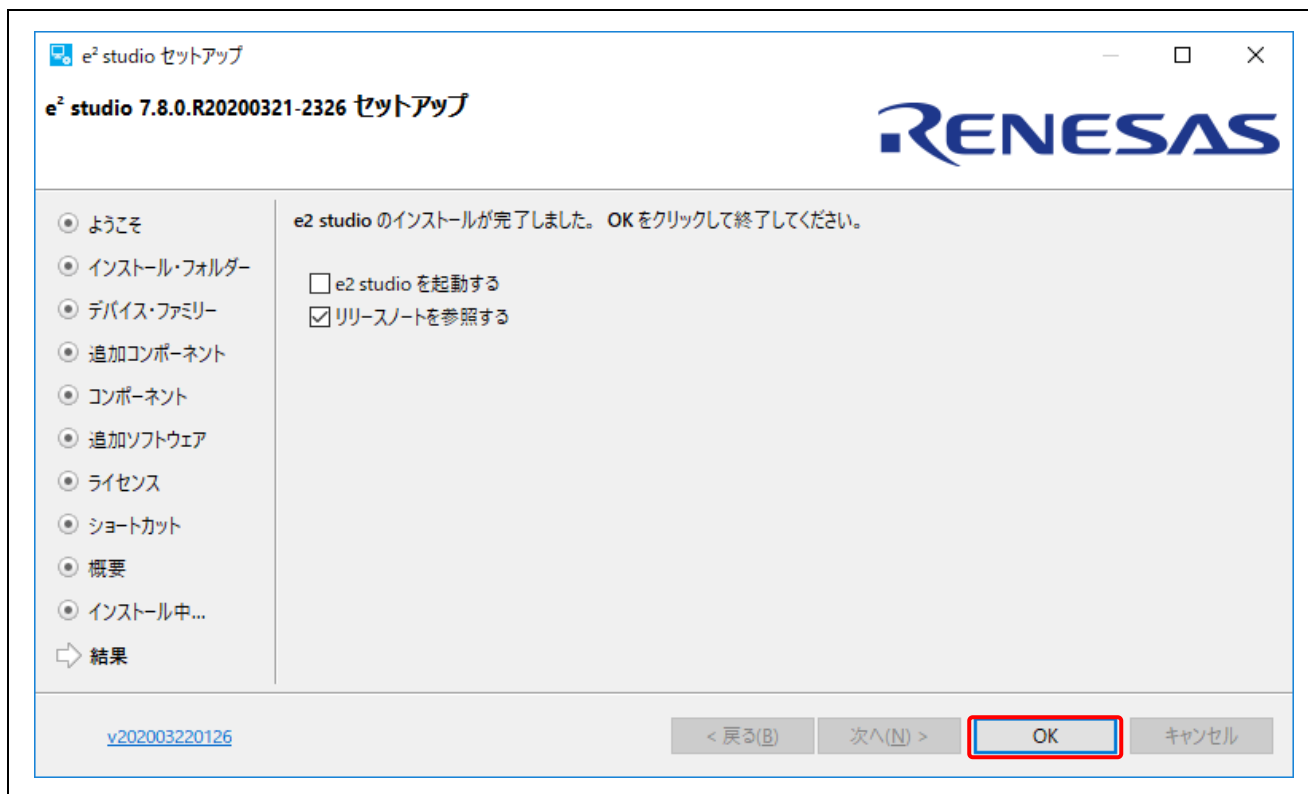 e² studio セットアップ
e² studio 7.8.0.R20200321-2326 セットアップ
RENESAS
ようこそ
インストール・フォルダー
デバイス・ファミリー
追加コンポーネント
コンポーネント
追加ソフトウェア
ライセンス
ショートカット
概要
インストール中...
結果
e2 studio のインストールが完了しました。 OK をクリックして終了してください。
e2 studio を起動する
リリースノートを参照する
v202003220126
< 戻る(B)
次へ(N) >
OK
キャンセル